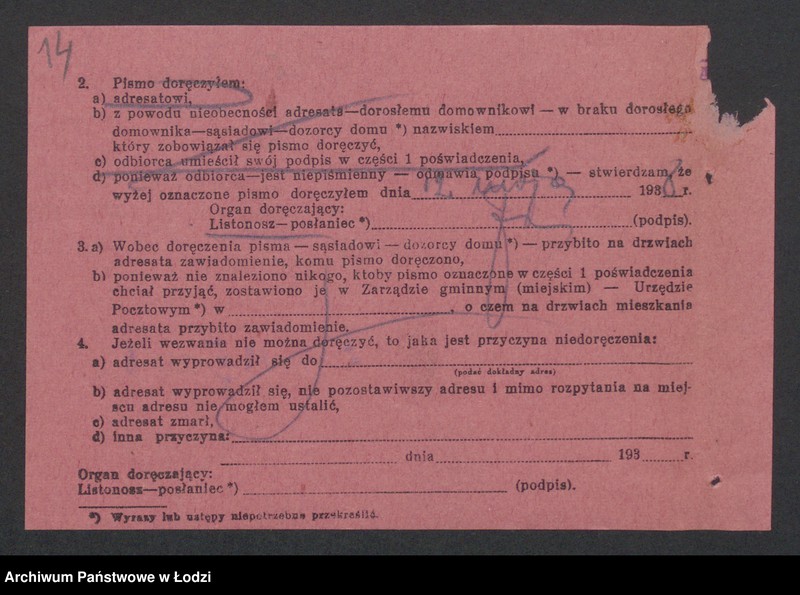 14
2. Pismo doręczyłem:
a) adresatowi,
b) z powodu nieobecności adresata—dorosłemu domownikowi — w braku dorosłego
domownika—sąsiadowi—dozorcy domu *) nazwiskiem
który zobowiązał się pismo doręczyć,
c) odbiorca umieścił swój podpis w części 1 poświadczenia,
d) ponieważ odbiorca—jest niepiśmienny — odmawia podpisu *) — stwierdzam, że
wyżej oznaczone pismo doręczyłem dnia 193 r.
Organ doręczający:
Listonosz—posłaniec *) (podpis).
3. a) Wobec doręczenia pisma — sąsiadowi — dozorcy domu *) — przybito na drzwiach
adresata zawiadomienie, komu pismo doręczono,
b) ponieważ nie znaleziono nikogo, ktoby pismo oznaczone w części 1 poświadczenia
chciał przyjąć, zostawiono je w Zarządzie gminnym (miejskim) — Urzędzie
Pocztowym *) w , o czem na drzwiach mieszkania
adresata przybito zawiadomienie.
4. Jeżeli wezwania nie można doręczyć, to jaka jest przyczyna niedoręczenia:
a) adresat wyprowadził się do
(podać dokładny adres)
b) adresat wyprowadził się, nie pozostawiwszy adresu i mimo rozpytania na miej-
scu adresu nie mogłem ustalić,
c) adresat zmarł,
d) inna przyczyna:
dnia 193 r.
Organ doręczający:
Listonosz—posłaniec *) (podpis).
*) Wyrazy lub ustępy niepotrzebne przekreślić.
Archiwum Państwowe w Łodzi